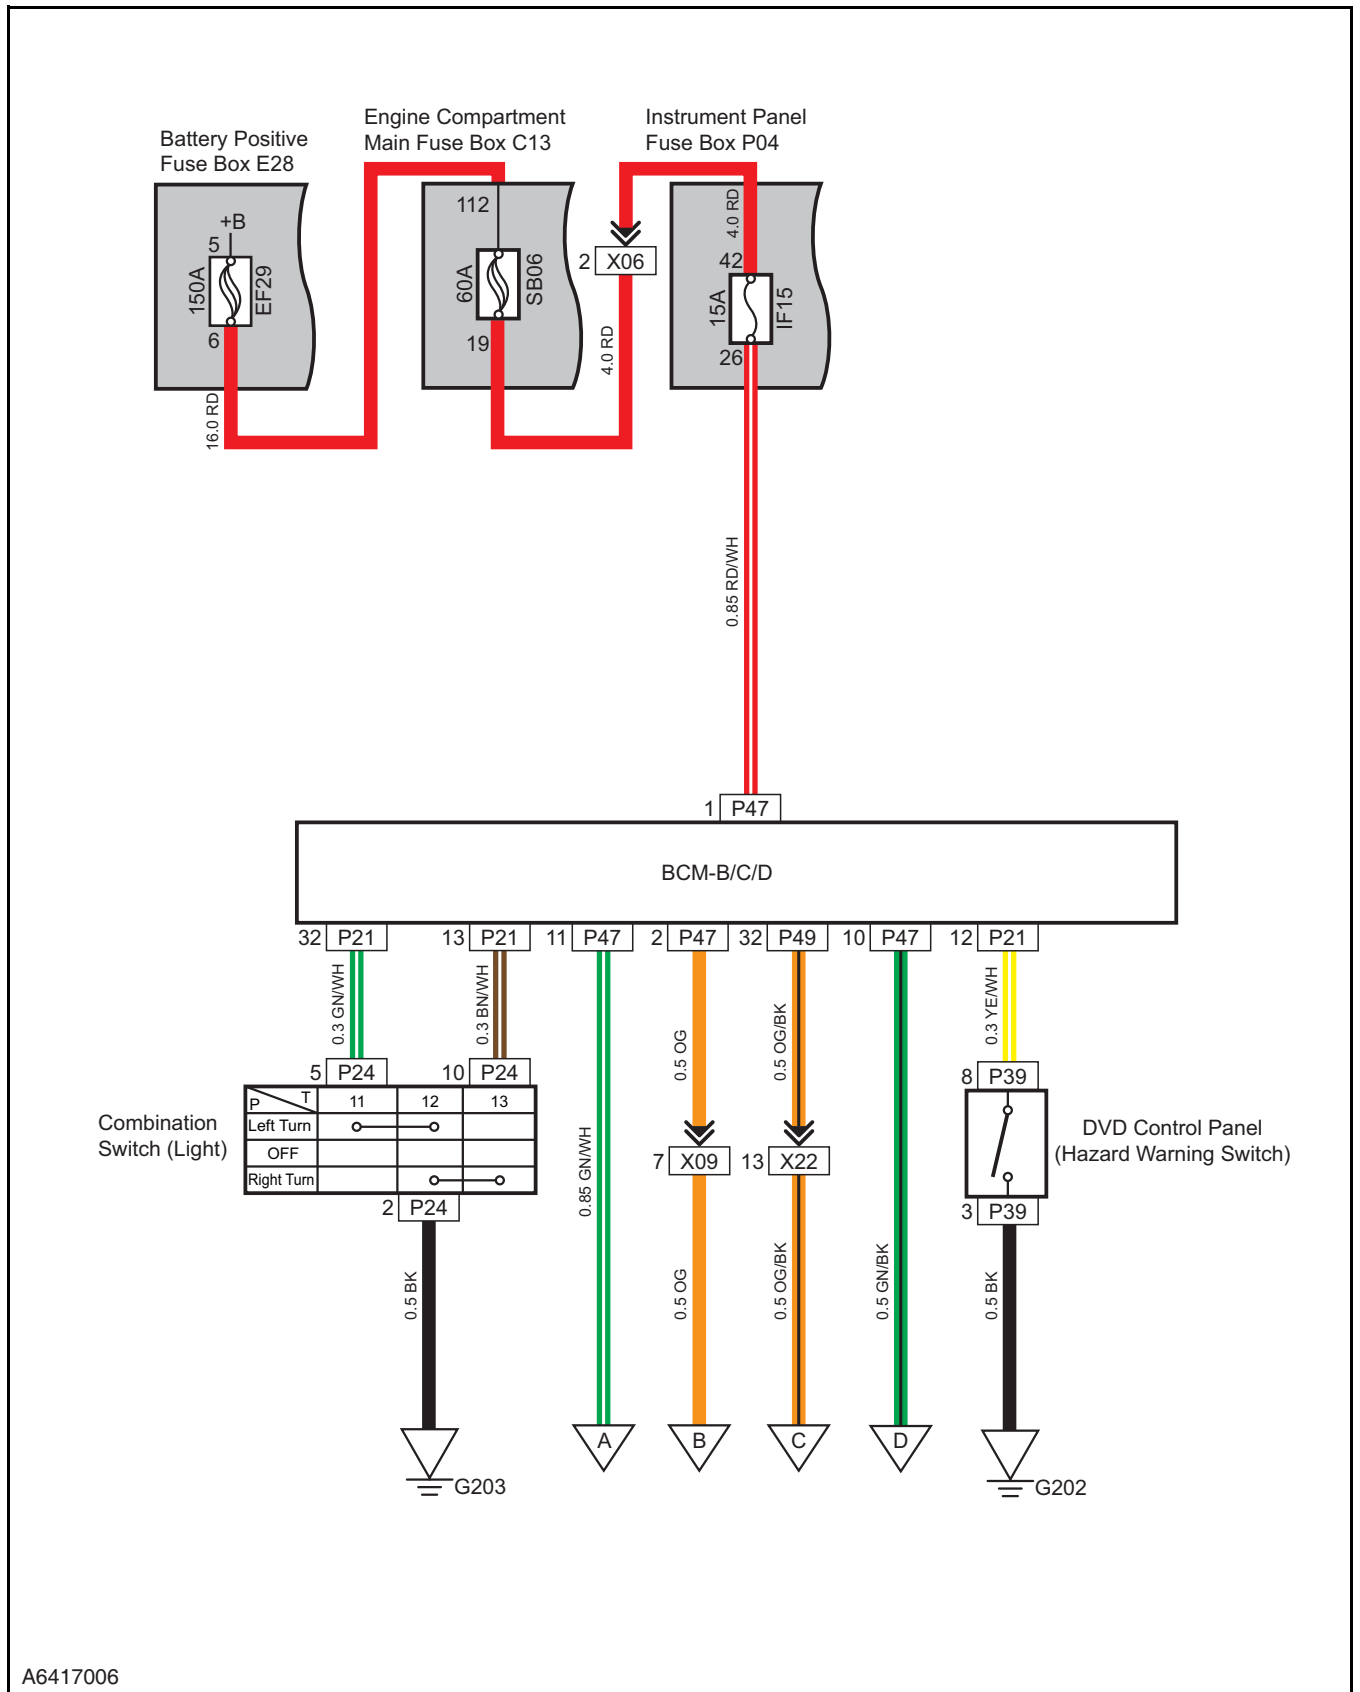 Battery Positive
Fuse Box E28
Engine Compartment
Main Fuse Box C13
Instrument Panel
Fuse Box P04
+B
5
150A
EF29
6
16.0 RD
112
60A
SB06
19
2 X06
4.0 RD
4.0 RD
42
15A
IF15
26
0.85 RD/WH
1 P47
BCM-B/C/D
32 P21
13 P21
11 P47
2 P47
32 P49
10 P47
12 P21
0.3 GN/WH
0.3 BN/WH
0.85 GN/WH
0.5 OG
0.5 OG/BK
0.5 GN/BK
0.3 YE/WH
5 P24
10 P24
8 P39
Combination
Switch (Light)
P T 11 12 13
Left Turn
OFF
Right Turn
2 P24
7 X09
13 X22
DVD Control Panel
(Hazard Warning Switch)
3 P39
0.5 BK
0.5 OG
0.5 OG/BK
0.5 BK
G203
A
B
C
D
G202
A6417006